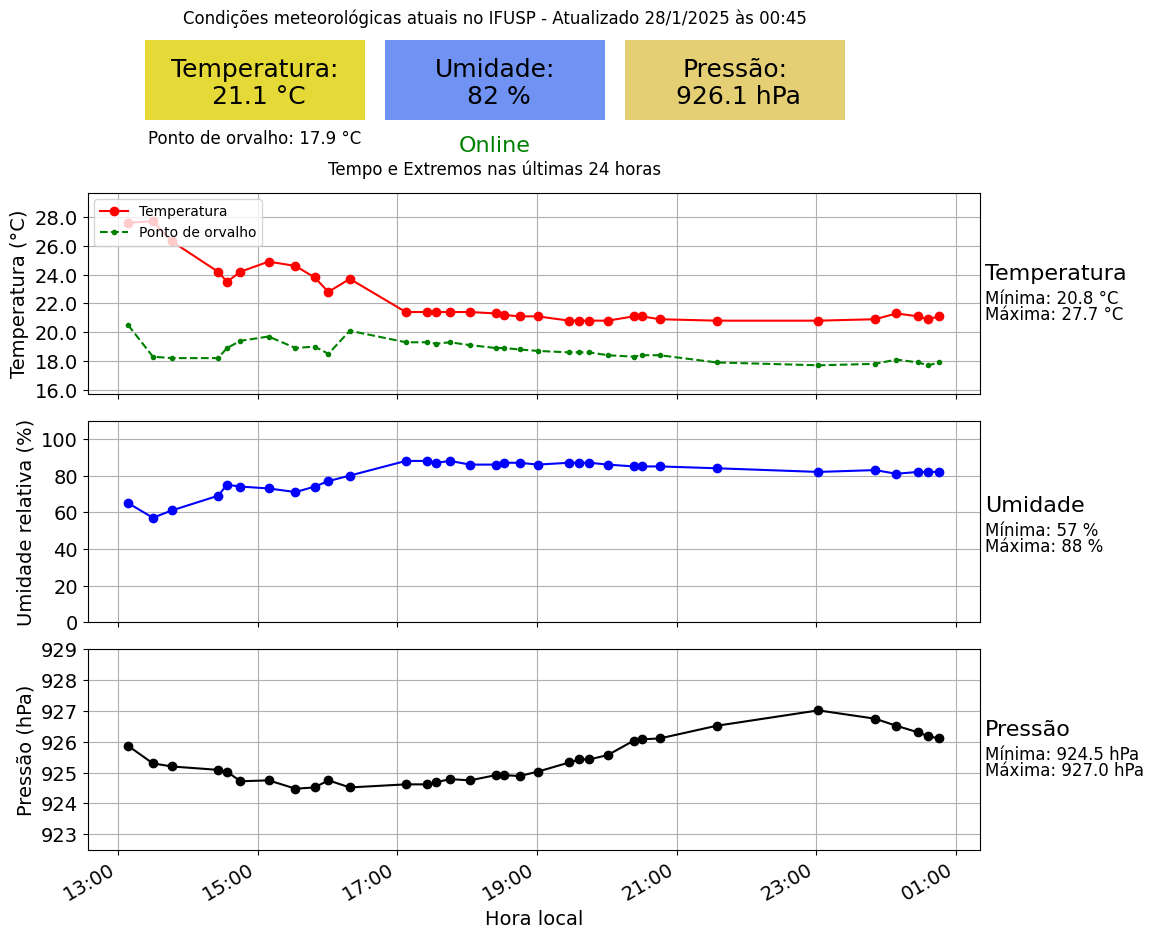 Condições meteorológicas atuais no IFUSP - Atualizado 28/1/2025 às 00:45
Temperatura:
21.1 °C
Umidade:
82 %
Pressão:
926.1 hPa
Ponto de orvalho: 17.9 °C
Online
Tempo e Extremos nas últimas 24 horas
Temperatura (°C)
28.0
26.0
24.0
22.0
20.0
18.0
16.0
Temperatura
Ponto de orvalho
Temperatura
Mínima: 20.8 °C
Máxima: 27.7 °C
Umidade relativa (%)
100
80
60
40
20
0
Umidade
Mínima: 57 %
Máxima: 88 %
Pressão (hPa)
929
928
927
926
925
924
923
Pressão
Mínima: 924.5 hPa
Máxima: 927.0 hPa
13:00
15:00
17:00
19:00
21:00
23:00
01:00
Hora local